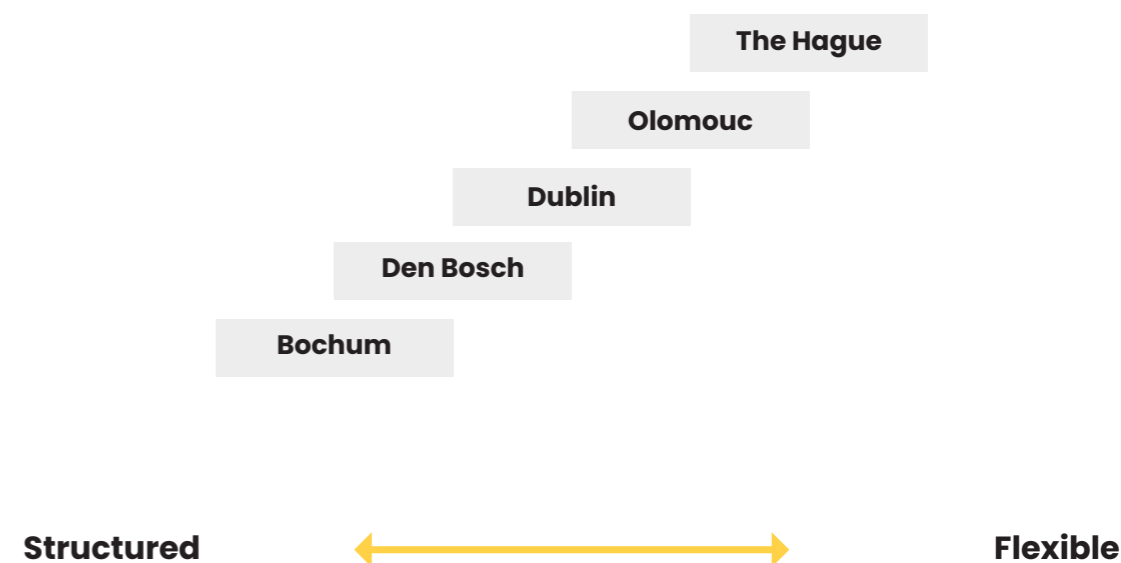 The Hague
Olomouc
Dublin
Den Bosch
Bochum
Structured
Flexible